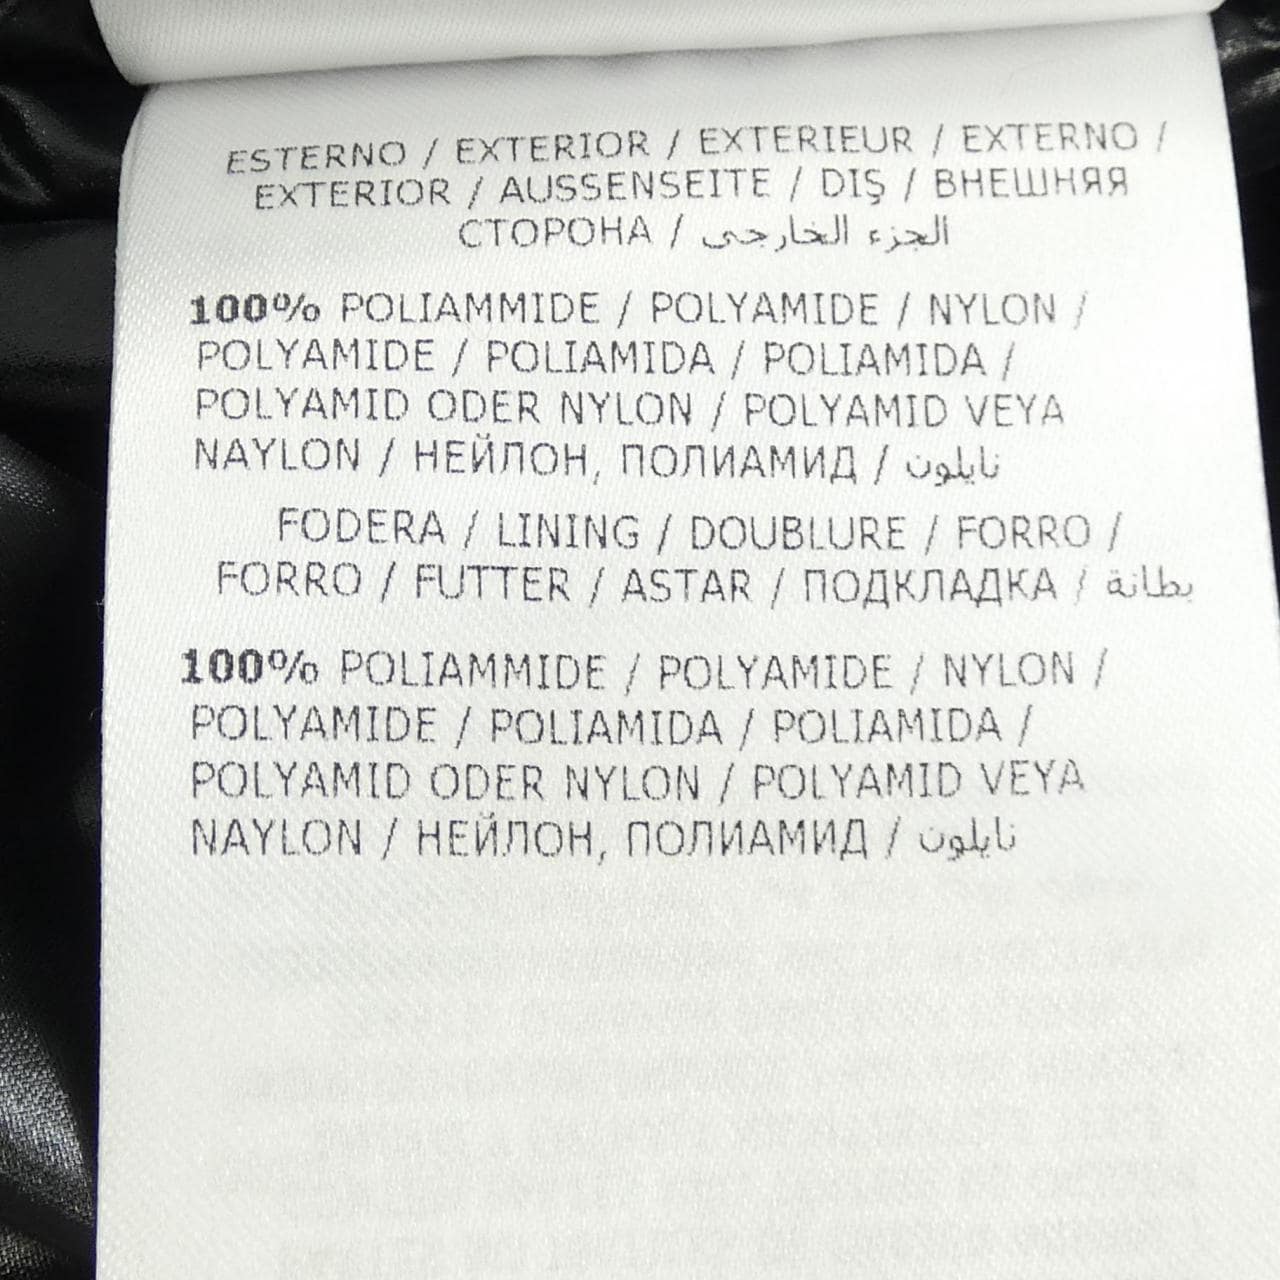 ESTERNO / EXTERIOR / EXTERIEUR / EXTERNO /
EXTERIOR / AUSSENSEITE / DIŞ / ВНЕШНЯЯ
СТОРОНА / الجزء الخارجى
100% POLIAMMIDE / POLYAMIDE / NYLON /
POLYAMIDE / POLIAMIDA / POLIAMIDA /
POLYAMID ODER NYLON / POLYAMID VEYA
NAYLON / НЕЙЛОН, ПОЛИАМИД / نايلون
FODERA / LINING / DOUBLURE / FORRO /
FORRO / FUTTER / ASTAR / ПОДКЛАДКА / بطانة
100% POLIAMMIDE / POLYAMIDE / NYLON /
POLYAMIDE / POLIAMIDA / POLIAMIDA /
POLYAMID ODER NYLON / POLYAMID VEYA
NAYLON / НЕЙЛОН, ПОЛИАМИД / نايلون